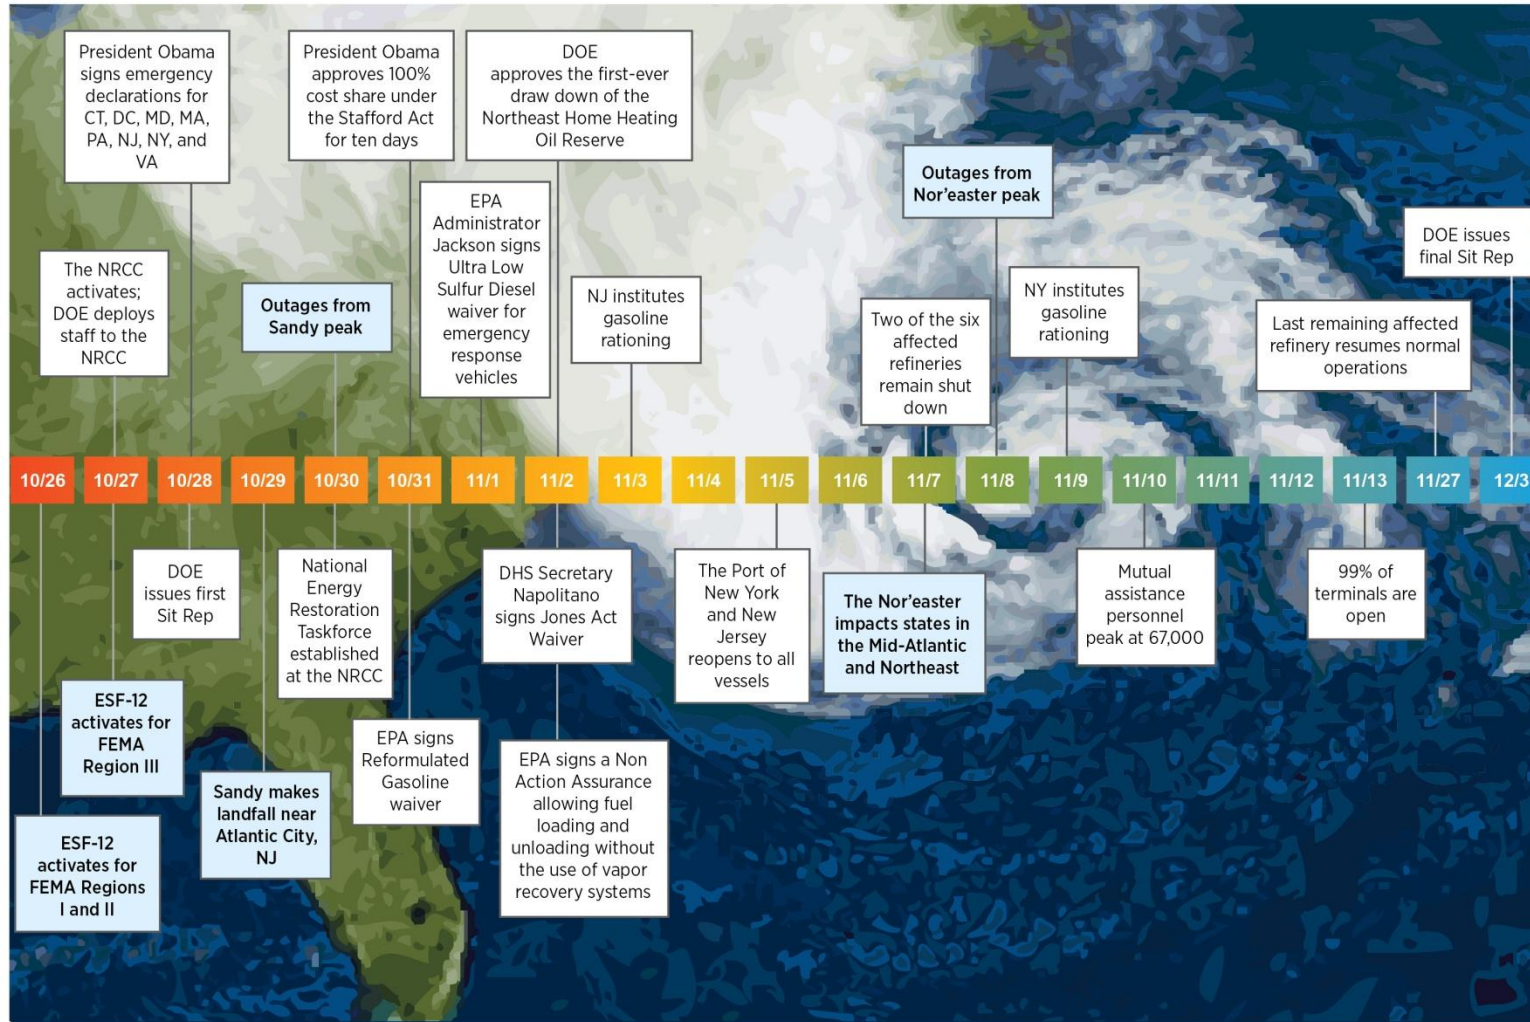 President Obama
signs emergency
declarations for
CT, DC, MD, MA,
PA, NJ, NY, and
VA
President Obama
approves 100%
cost share under
the Stafford Act
for ten days
DOE
approves the first-ever
draw down of the
Northeast Home Heating
Oil Reserve
EPA
Administrator
Jackson signs
Ultra Low
Sulfur Diesel
waiver for
emergency
response
vehicles
Outages from
Nor'easter peak
DOE issues
final Sit Rep
The NRCC
activates;
DOE deploys
staff to the
NRCC
Outages from
Sandy peak
NJ institutes
gasoline
rationing
Two of the six
affected
refineries
remain shut
down
NY institutes
gasoline
rationing
Last remaining affected
refinery resumes normal
operations
10/26 10/27 10/28 10/29 10/30 10/31 11/1 11/2 11/3 11/4 11/5 11/6 11/7 11/8 11/9 11/10 11/11 11/12 11/13 11/27 12/3
DOE
issues first
Sit Rep
National
Energy
Restoration
Taskforce
established
at the NRCC
DHS Secretary
Napolitano
signs Jones Act
Waiver
The Port of
New York
and New
Jersey
reopens to all
vessels
The Nor'easter
impacts states in
the Mid-Atlantic
and Northeast
Mutual
assistance
personnel
peak at 67,000
99% of
terminals are
open
ESF-12
activates for
FEMA
Region III
EPA signs
Reformulated
Gasoline
waiver
EPA signs a Non
Action Assurance
allowing fuel
loading and
unloading without
the use of vapor
recovery systems
Sandy makes
landfall near
Atlantic City,
NJ
ESF-12
activates for
FEMA Regions
I and II